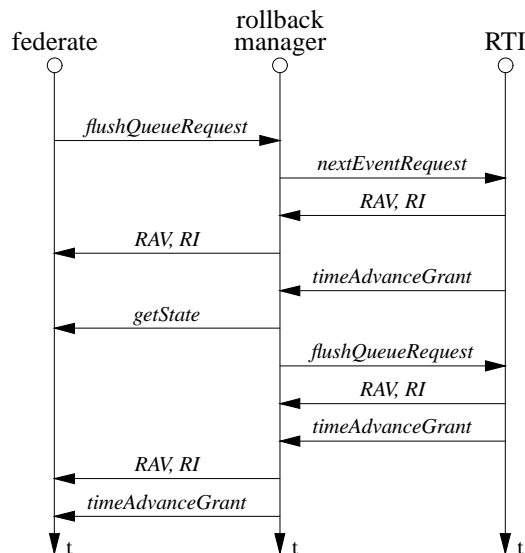 federate
rollback
manager
RTI
flushQueueRequest
nextEventRequest
RAV, RI
RAV, RI
timeAdvanceGrant
getState
flushQueueRequest
RAV, RI
timeAdvanceGrant
RAV, RI
timeAdvanceGrant
t
t
t